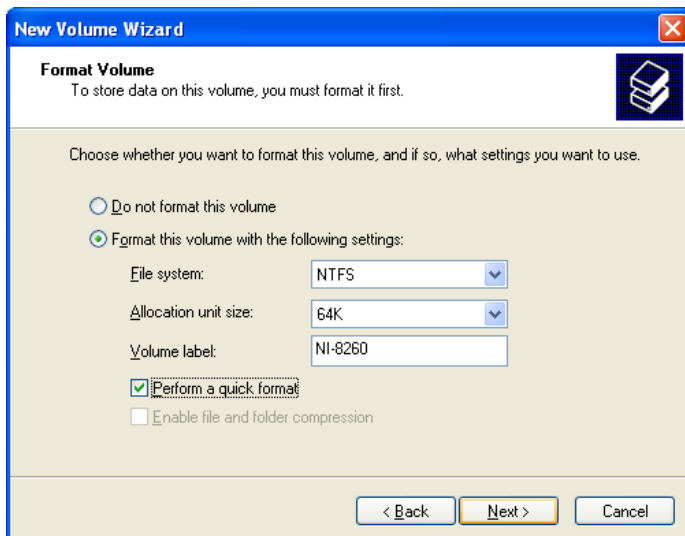 New Volume Wizard
Format Volume
To store data on this volume, you must format it first.
Choose whether you want to format this volume, and if so, what settings you want to use.
Do not format this volume
Format this volume with the following settings:
File system: NTFS
Allocation unit size: 64K
Volume label: NI-8260
Perform a quick format
Enable file and folder compression
< Back Next > Cancel